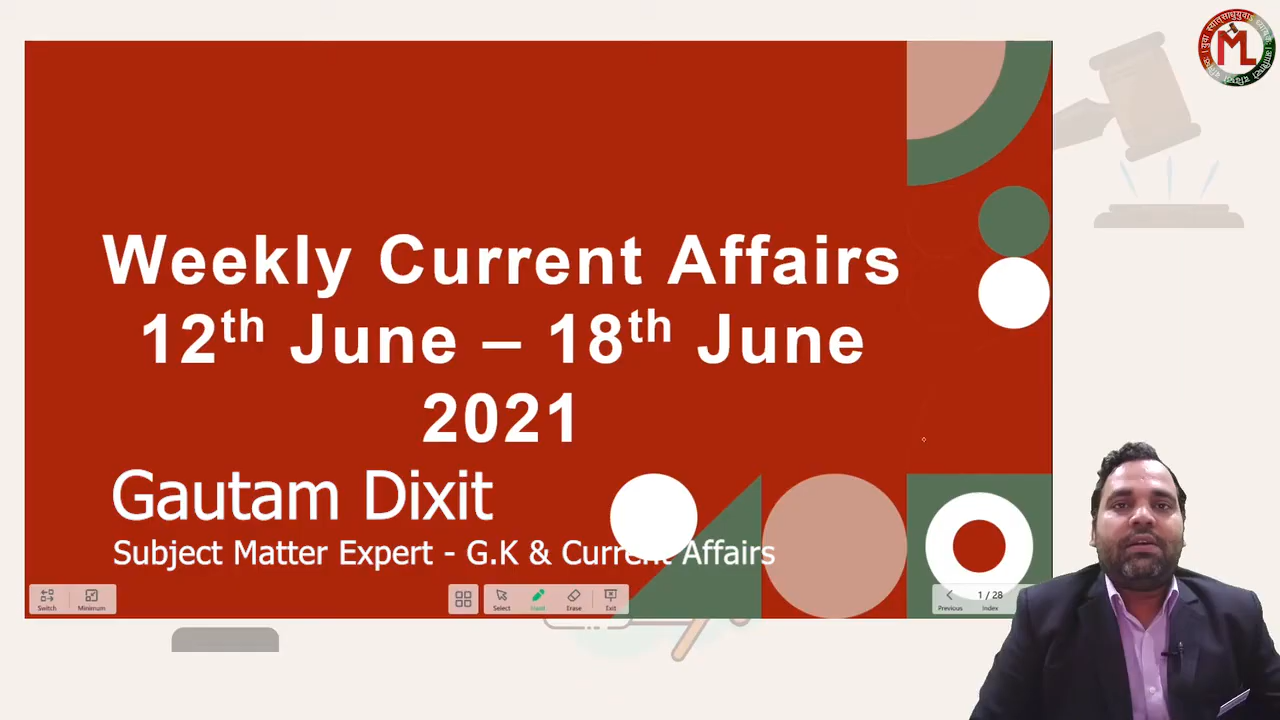 Weekly Current Affairs
12th June – 18th June
2021
Gautam Dixit
Subject Matter Expert - G.K & Current Affairs
Switch
Minimum
Select
Erase
Exit
Previous
1 / 28
Index
ML